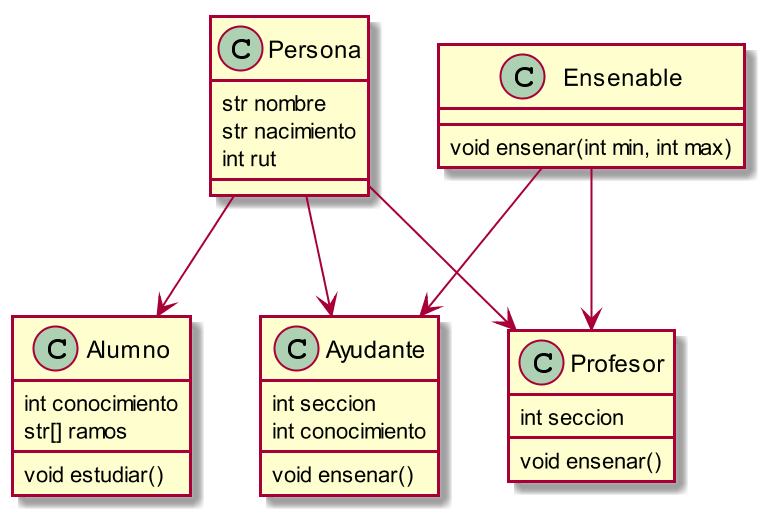 C Persona
str nombre
str nacimiento
int rut
C Ensenable
void ensenar(int min, int max)
C Alumno
int conocimiento
str[] ramos
void estudiar()
C Ayudante
int seccion
int conocimiento
void ensenar()
C Profesor
int seccion
void ensenar()